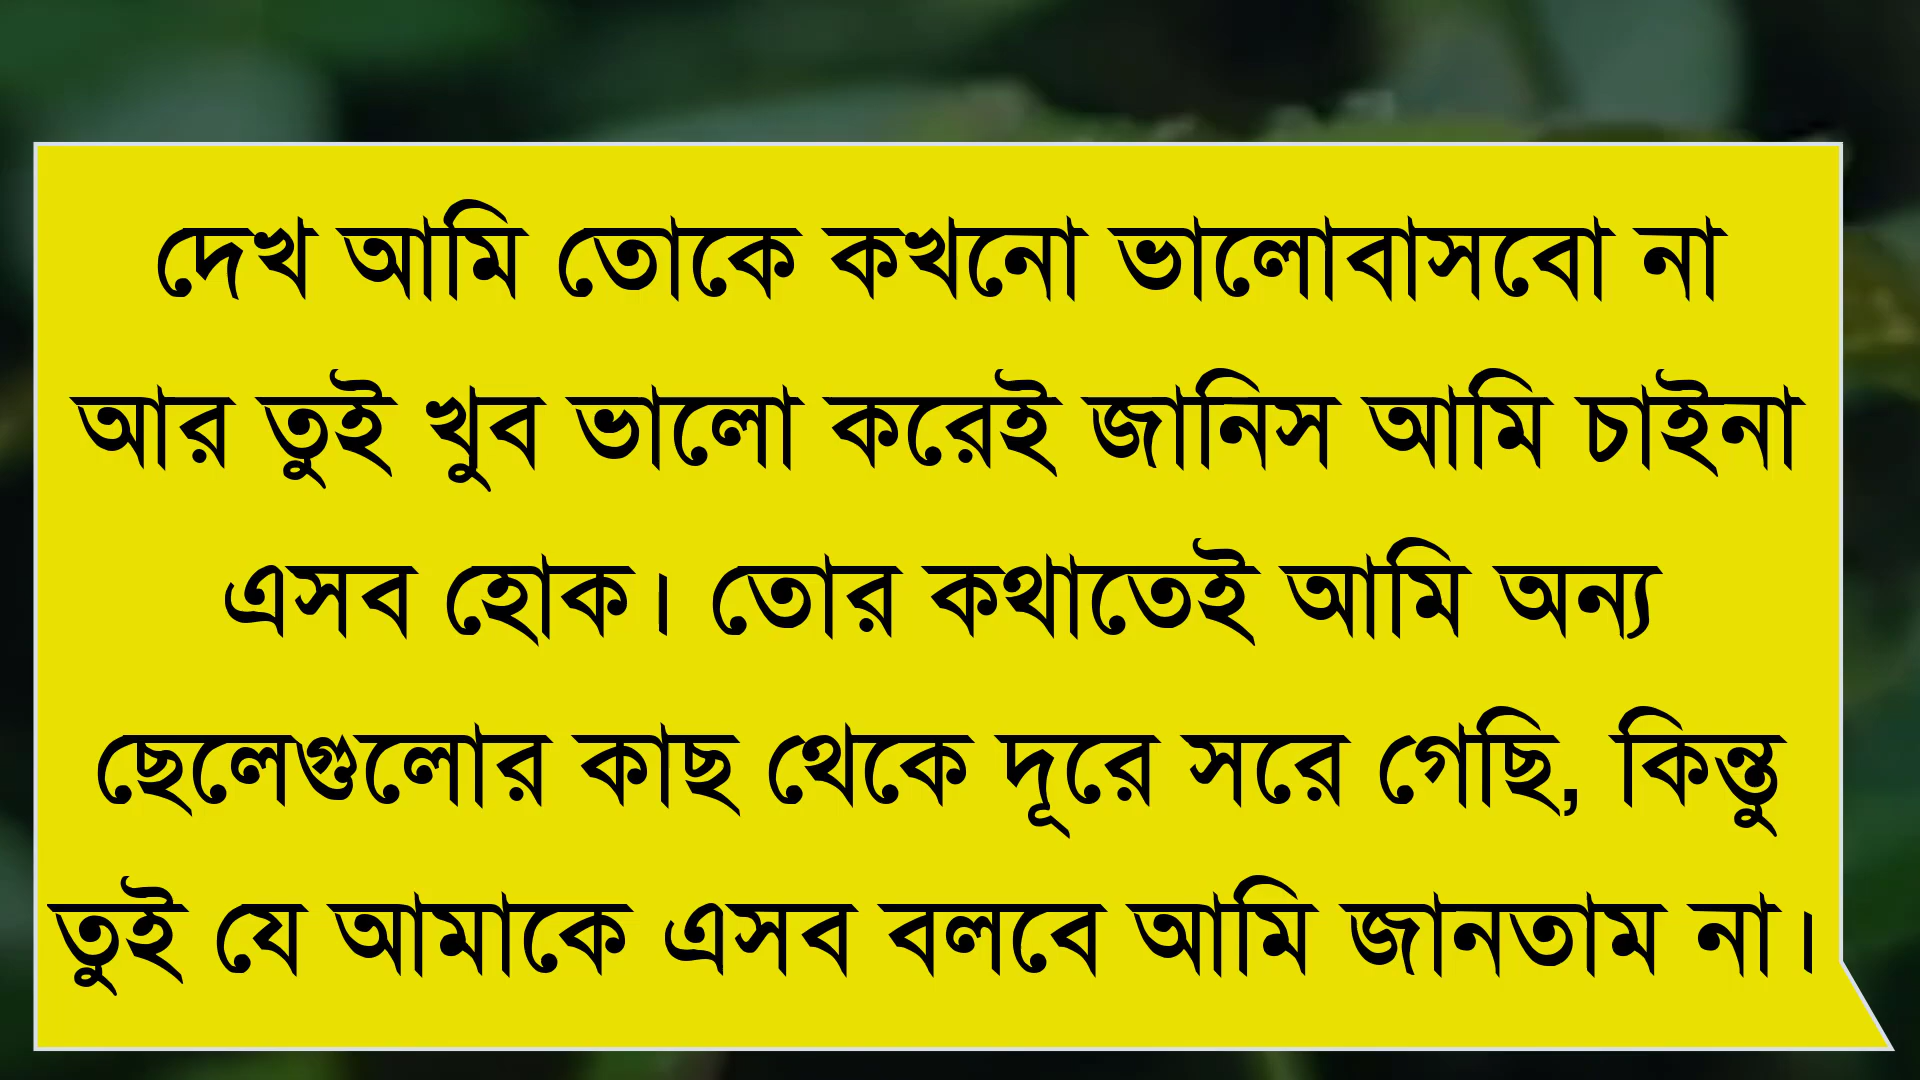 দেখ আমি তোকে কখনো ভালোবাসবো না
আর তুই খুব ভালো করেই জানিস আমি চাইনা
এসব হোক। তোর কথাতেই আমি অন্য
ছেলেগুলোর কাছ থেকে দূরে সরে গেছি, কিন্তু
তুই যে আমাকে এসব বলবে আমি জানতাম না।